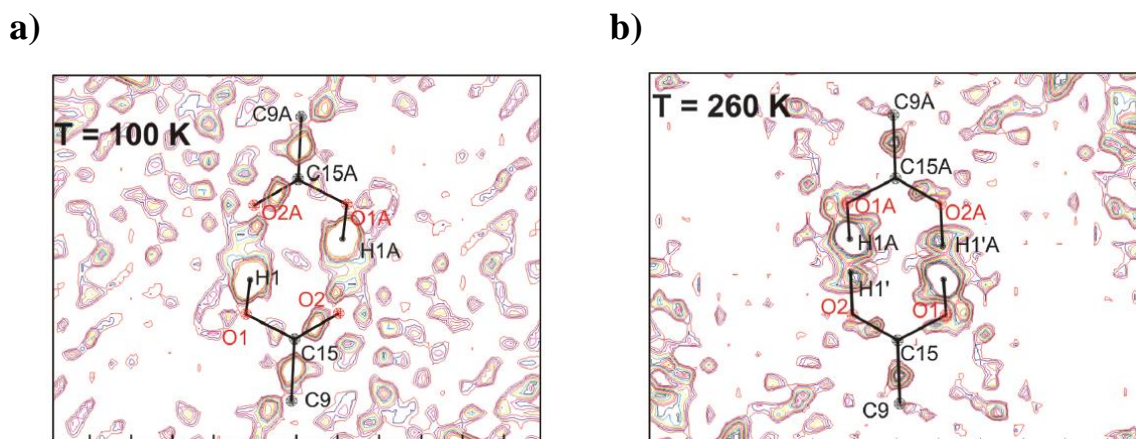 a)
b)
T = 100 K
C9A
C15A
O2A
O1A
H1A
H1
O2
O1
C15
C9
T = 260 K
C9A
C15A
O1A
O2A
H1A
H1'A
H1'
O2
O1
C15
C9